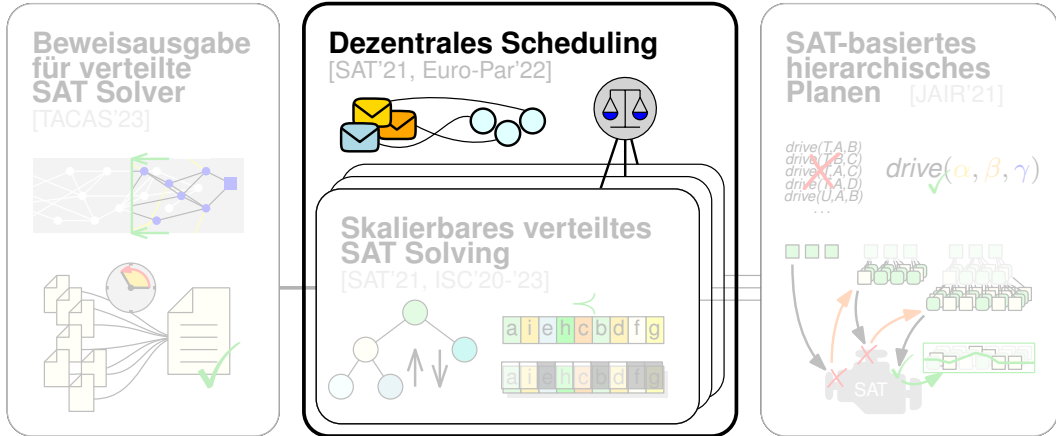 Beweisausgabe
für verteilte
SAT Solver
[TACAS'23]
Dezentrales Scheduling
[SAT'21, Euro-Par'22]
Skalierbares verteiltes
SAT Solving
[SAT'21, ISC'20-'23]
a i e h c b d f g
a i e h c b d f g
SAT-basiertes
hierarchisches
Planen [JAIR'21]
drive(T,A,B)
drive(T,B,C)
drive(T,A,C)
drive(T,A,D)
drive(U,A,B)
...
drive(α, β, γ)
SAT